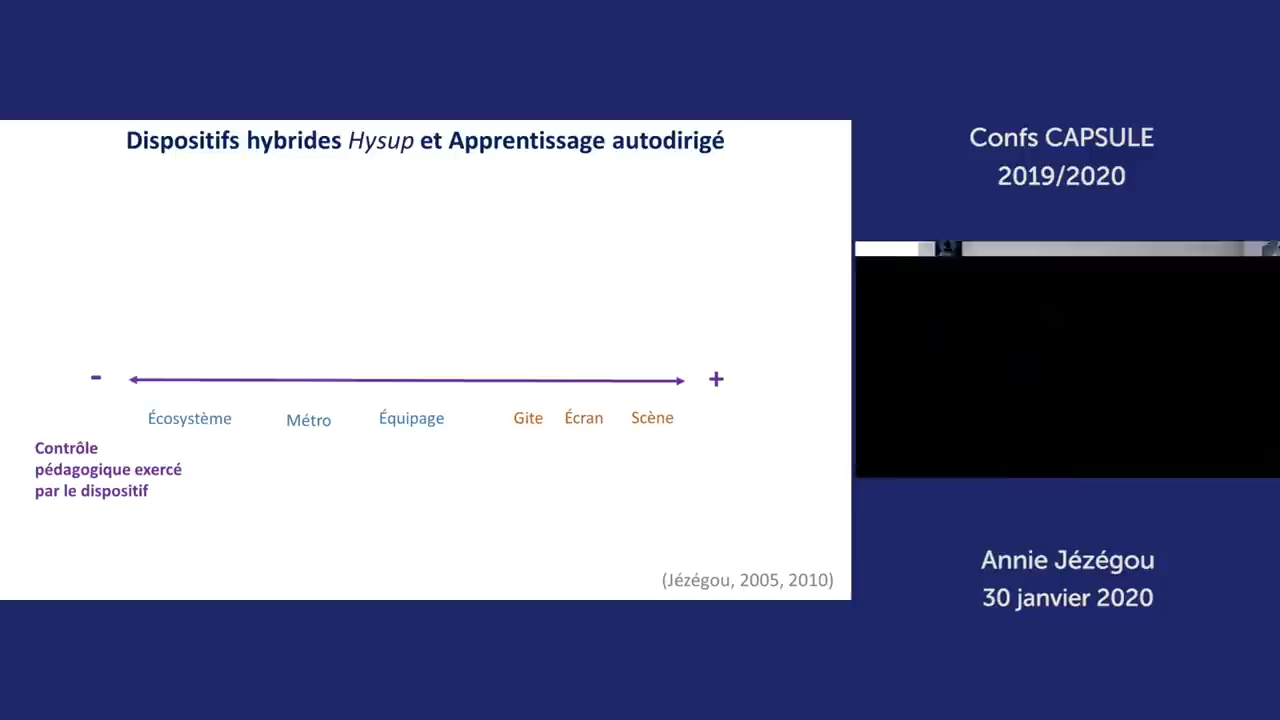 Dispositifs hybrides Hysup et Apprentissage autodirigé
- +
Écosystème Métro Équipage Gite Écran Scène
Contrôle
pédagogique exercé
par le dispositif
(Jézégou, 2005, 2010)
Confs CAPSULE
2019/2020
Annie Jézégou
30 janvier 2020